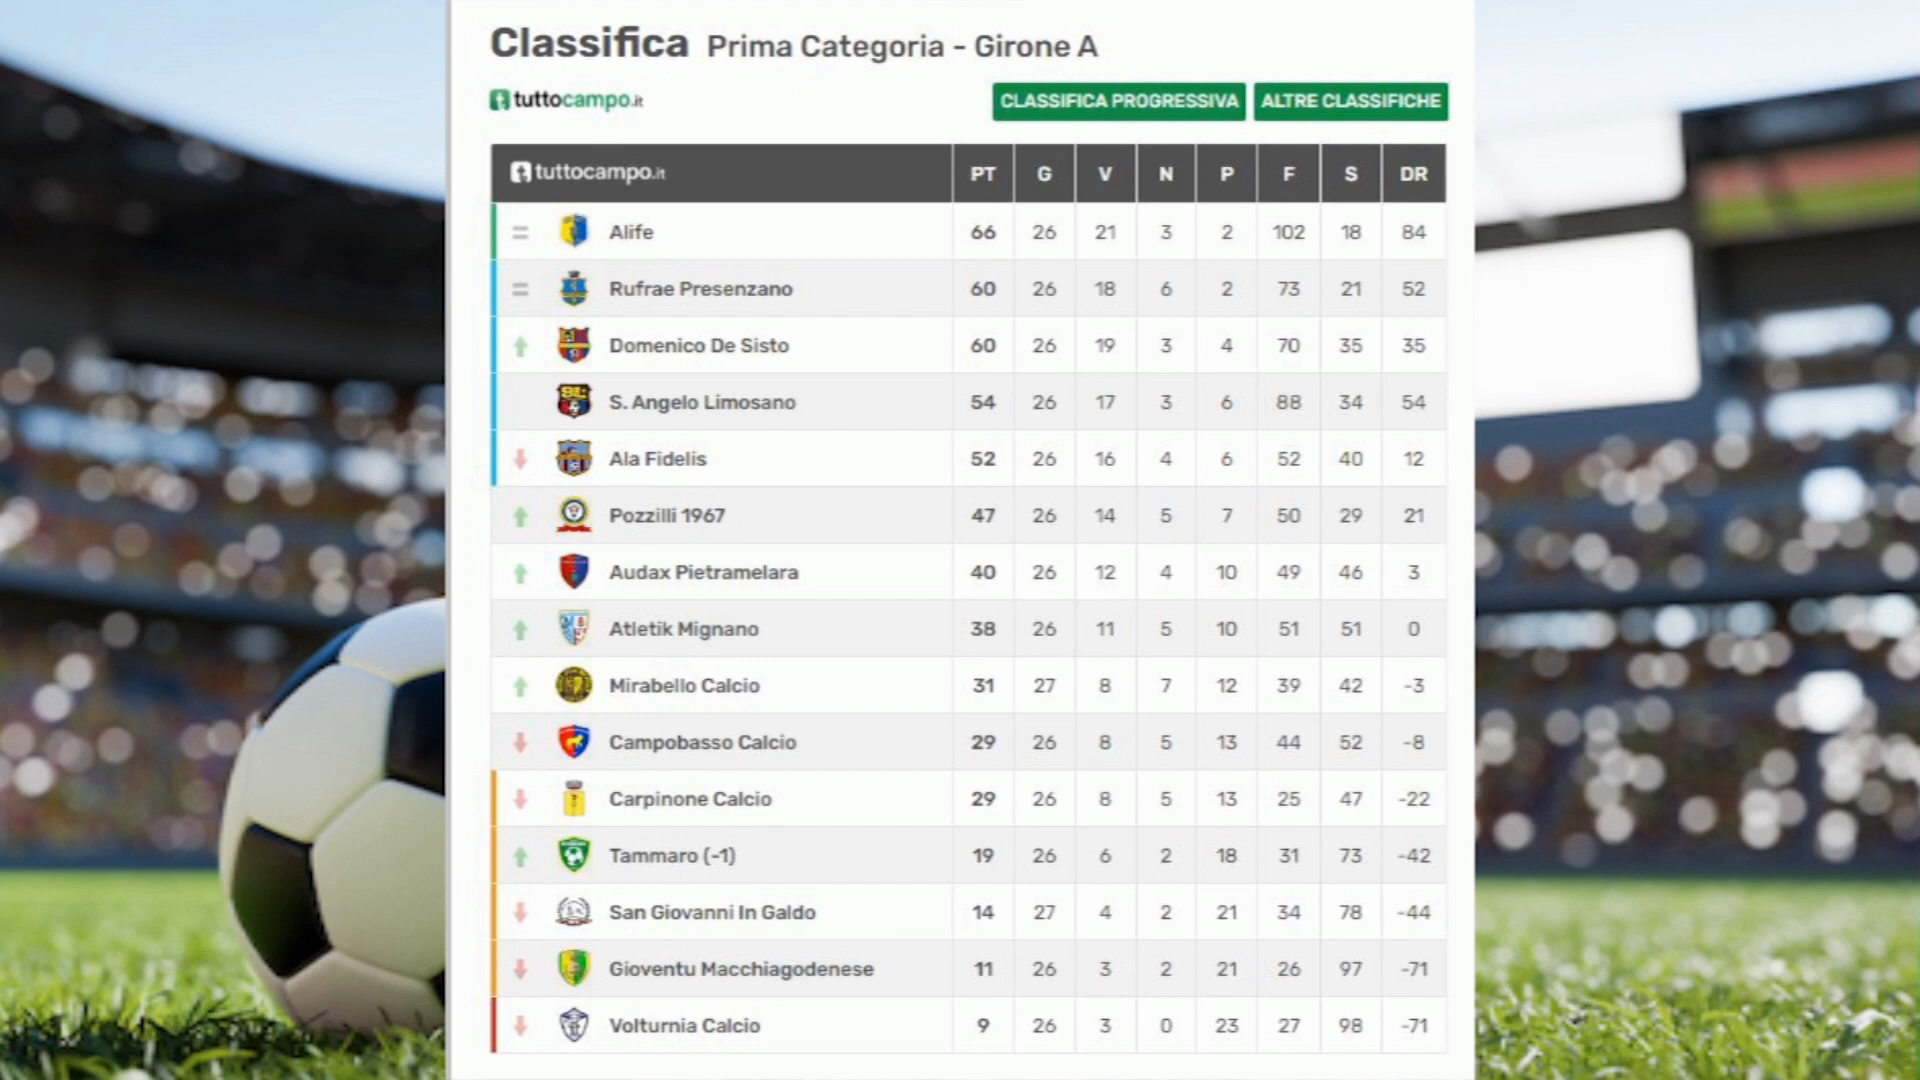 Classifica Prima Categoria - Girone A
tuttocampo.it CLASSIFICA PROGRESSIVA ALTRE CLASSIFICHE
tuttocampo.it PT G V N P F S DR
Alife 66 26 21 3 2 102 18 84
Rufrae Presenzano 60 26 18 6 2 73 21 52
Domenico De Sisto 60 26 19 3 4 70 35 35
S. Angelo Limosano 54 26 17 3 6 88 34 54
Ala Fidelis 52 26 16 4 6 52 40 12
Pozzilli 1967 47 26 14 5 7 50 29 21
Audax Pietramelara 40 26 12 4 10 49 46 3
Atletik Mignano 38 26 11 5 10 51 51 0
Mirabello Calcio 31 27 8 7 12 39 42 -3
Campobasso Calcio 29 26 8 5 13 44 52 -8
Carpinone Calcio 29 26 8 5 13 25 47 -22
Tammaro (-1) 19 26 6 2 18 31 73 -42
San Giovanni In Galdo 14 27 4 2 21 34 78 -44
Gioventu Macchiagodenese 11 26 3 2 21 26 97 -71
Volturnia Calcio 9 26 3 0 23 27 98 -71